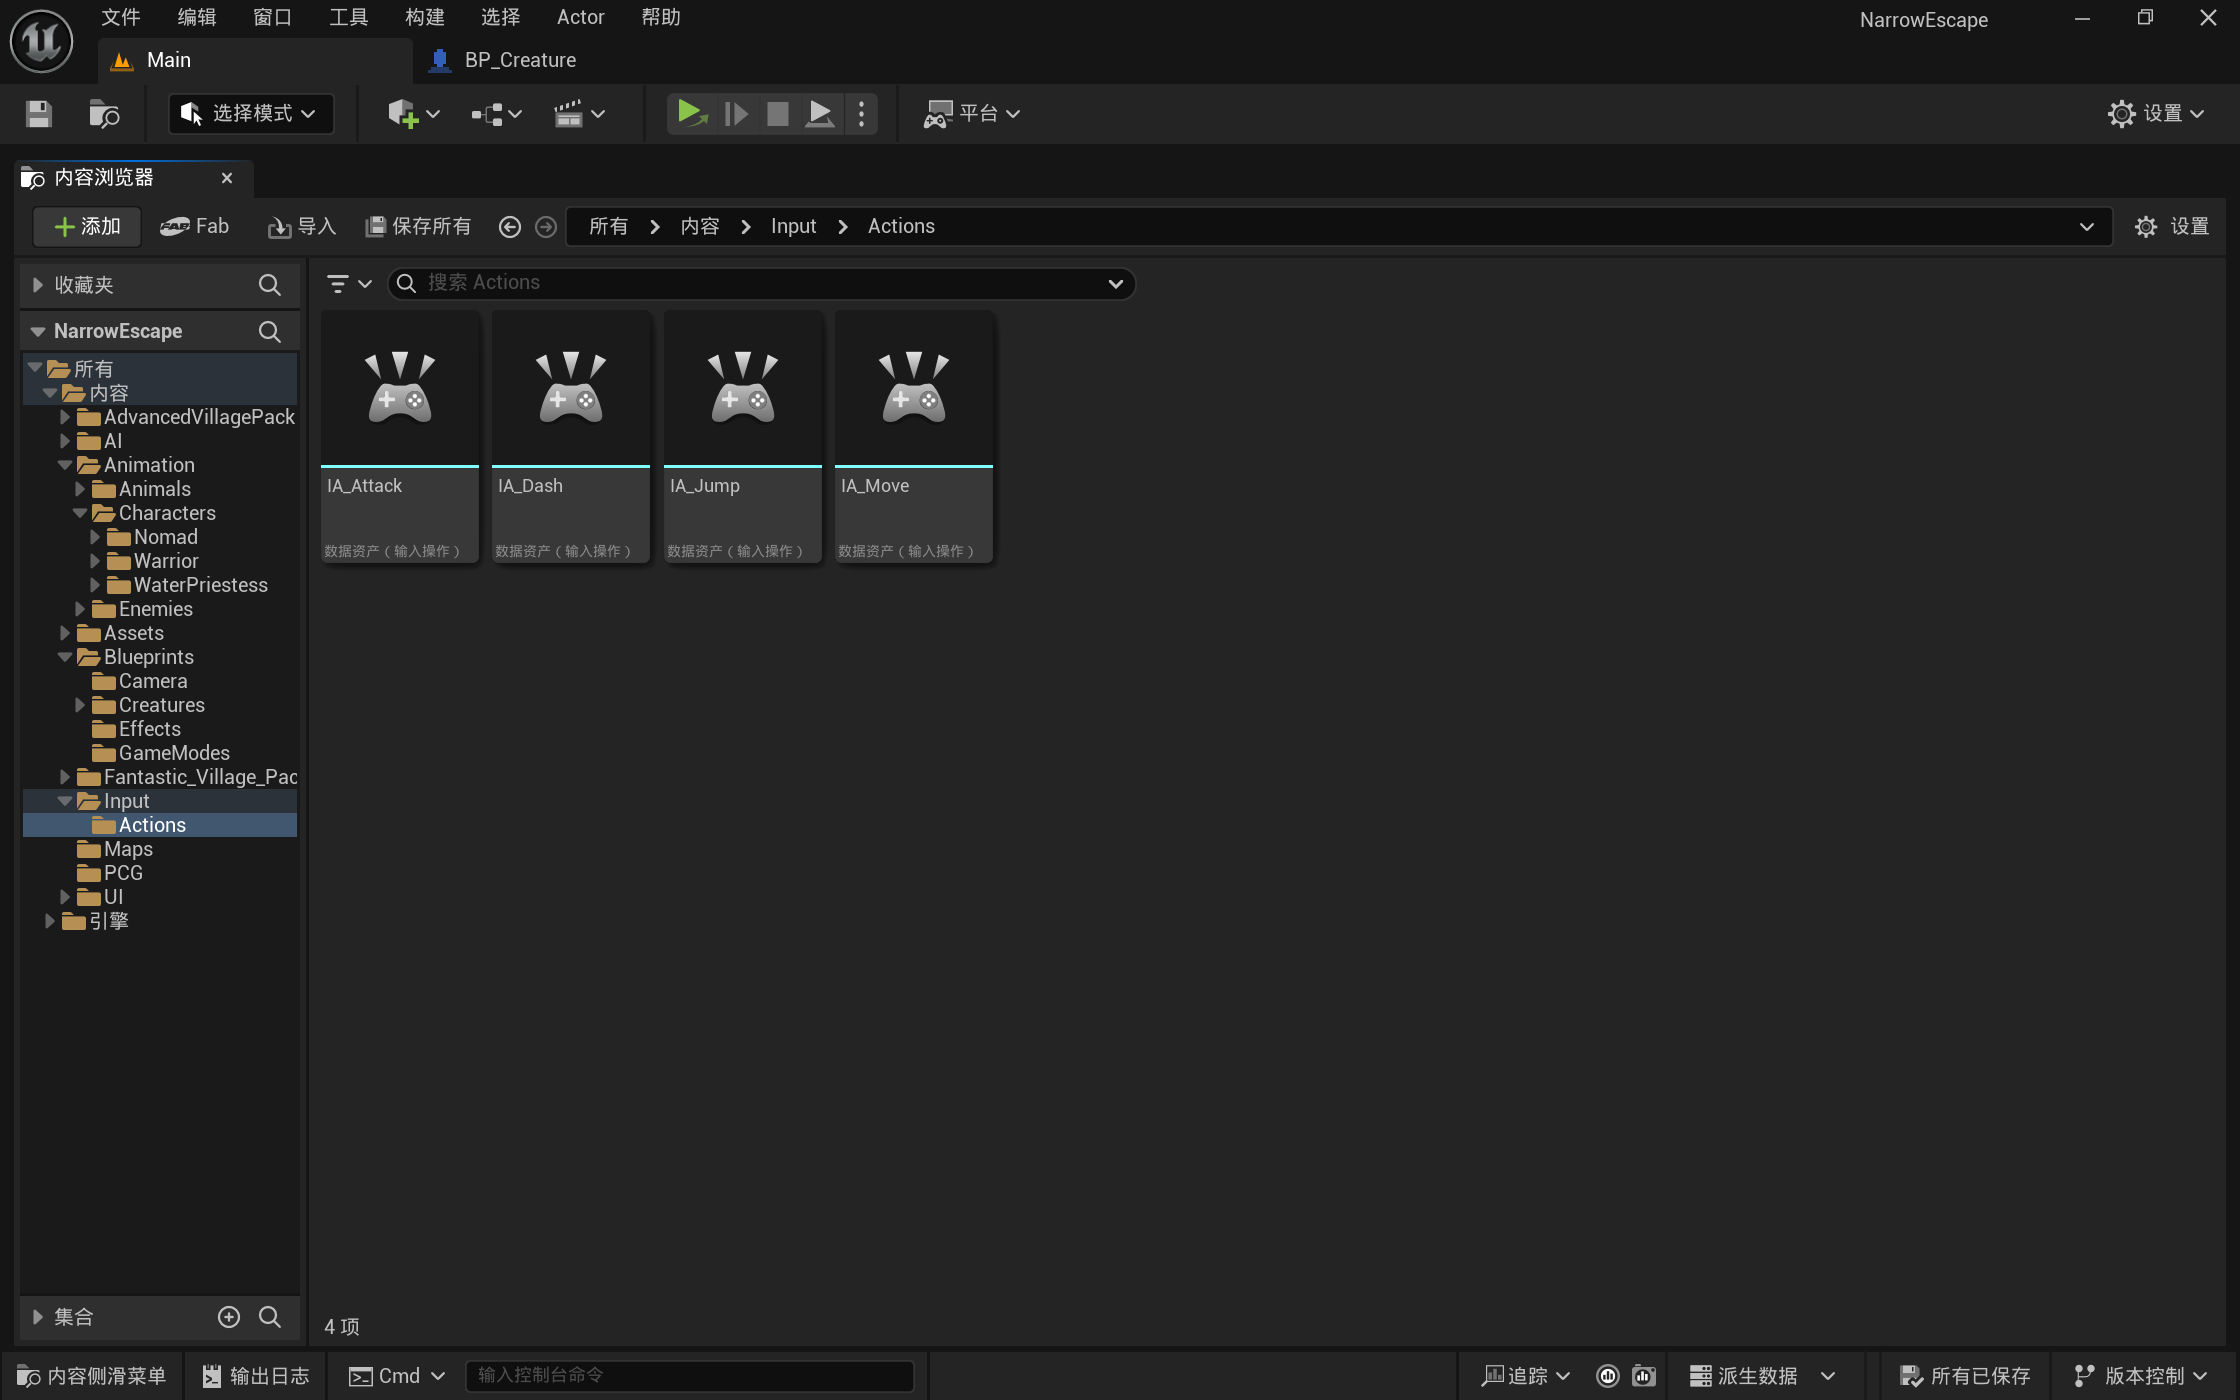 文件 编辑 窗口 工具 构建 选择 Actor 帮助
NarrowEscape
Main
BP_Creature
选择模式
平台
设置
内容浏览器
添加 Fab 导入 保存所有
所有 内容 Input Actions
设置
收藏夹
搜索 Actions
NarrowEscape
所有
内容
AdvancedVillagePack
AI
Animation
Animals
Characters
Nomad
Warrior
WaterPriestess
Enemies
Assets
Blueprints
Camera
Creatures
Effects
GameModes
Fantastic_Village_Pac
Input
Actions
Maps
PCG
UI
引擎
IA_Attack
数据资产（输入操作）
IA_Dash
数据资产（输入操作）
IA_Jump
数据资产（输入操作）
IA_Move
数据资产（输入操作）
集合
4 项
内容侧滑菜单 输出日志 Cmd 输入控制台命令 追踪 派生数据 所有已保存 版本控制